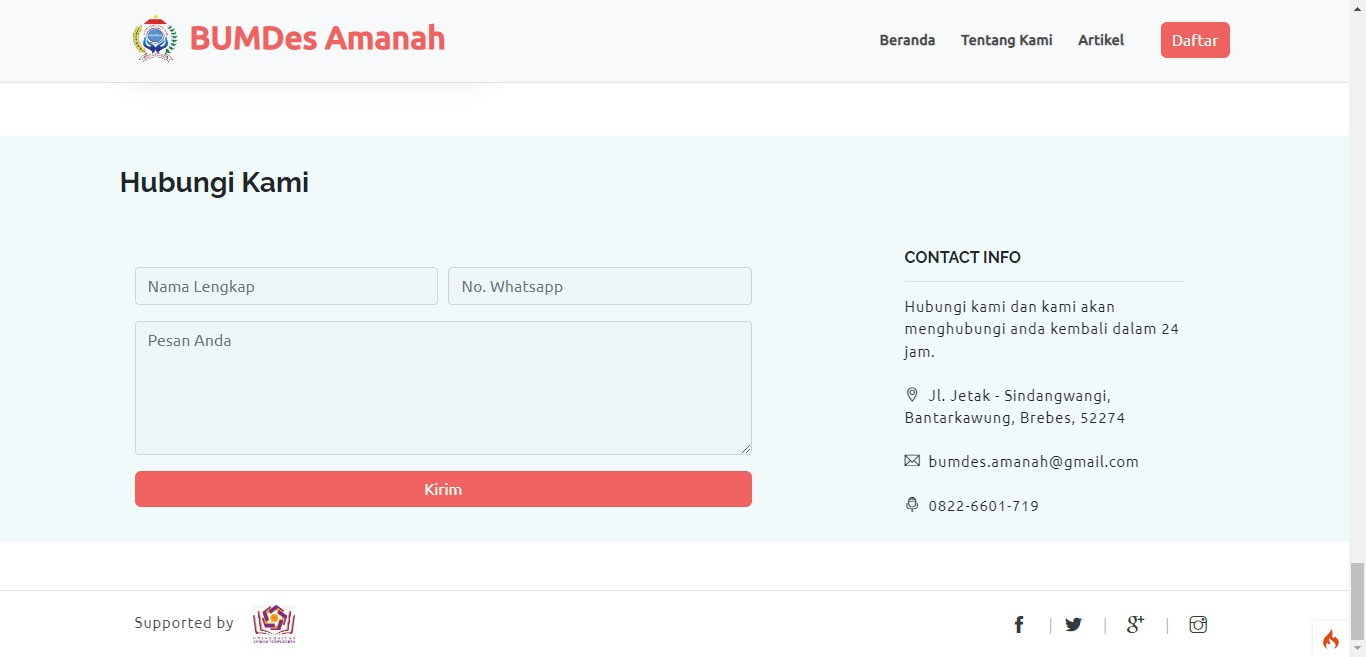 BUMDes Amanah
Beranda Tentang Kami Artikel Daftar
Hubungi Kami
Nama Lengkap No. Whatsapp
Pesan Anda
Kirim
CONTACT INFO
Hubungi kami dan kami akan
menghubungi anda kembali dalam 24
jam.
Jl. Jetak - Sindangwangi,
Bantarkawung, Brebes, 52274
bumdes.amanah@gmail.com
0822-6601-719
Supported by
UNIVERSITAS